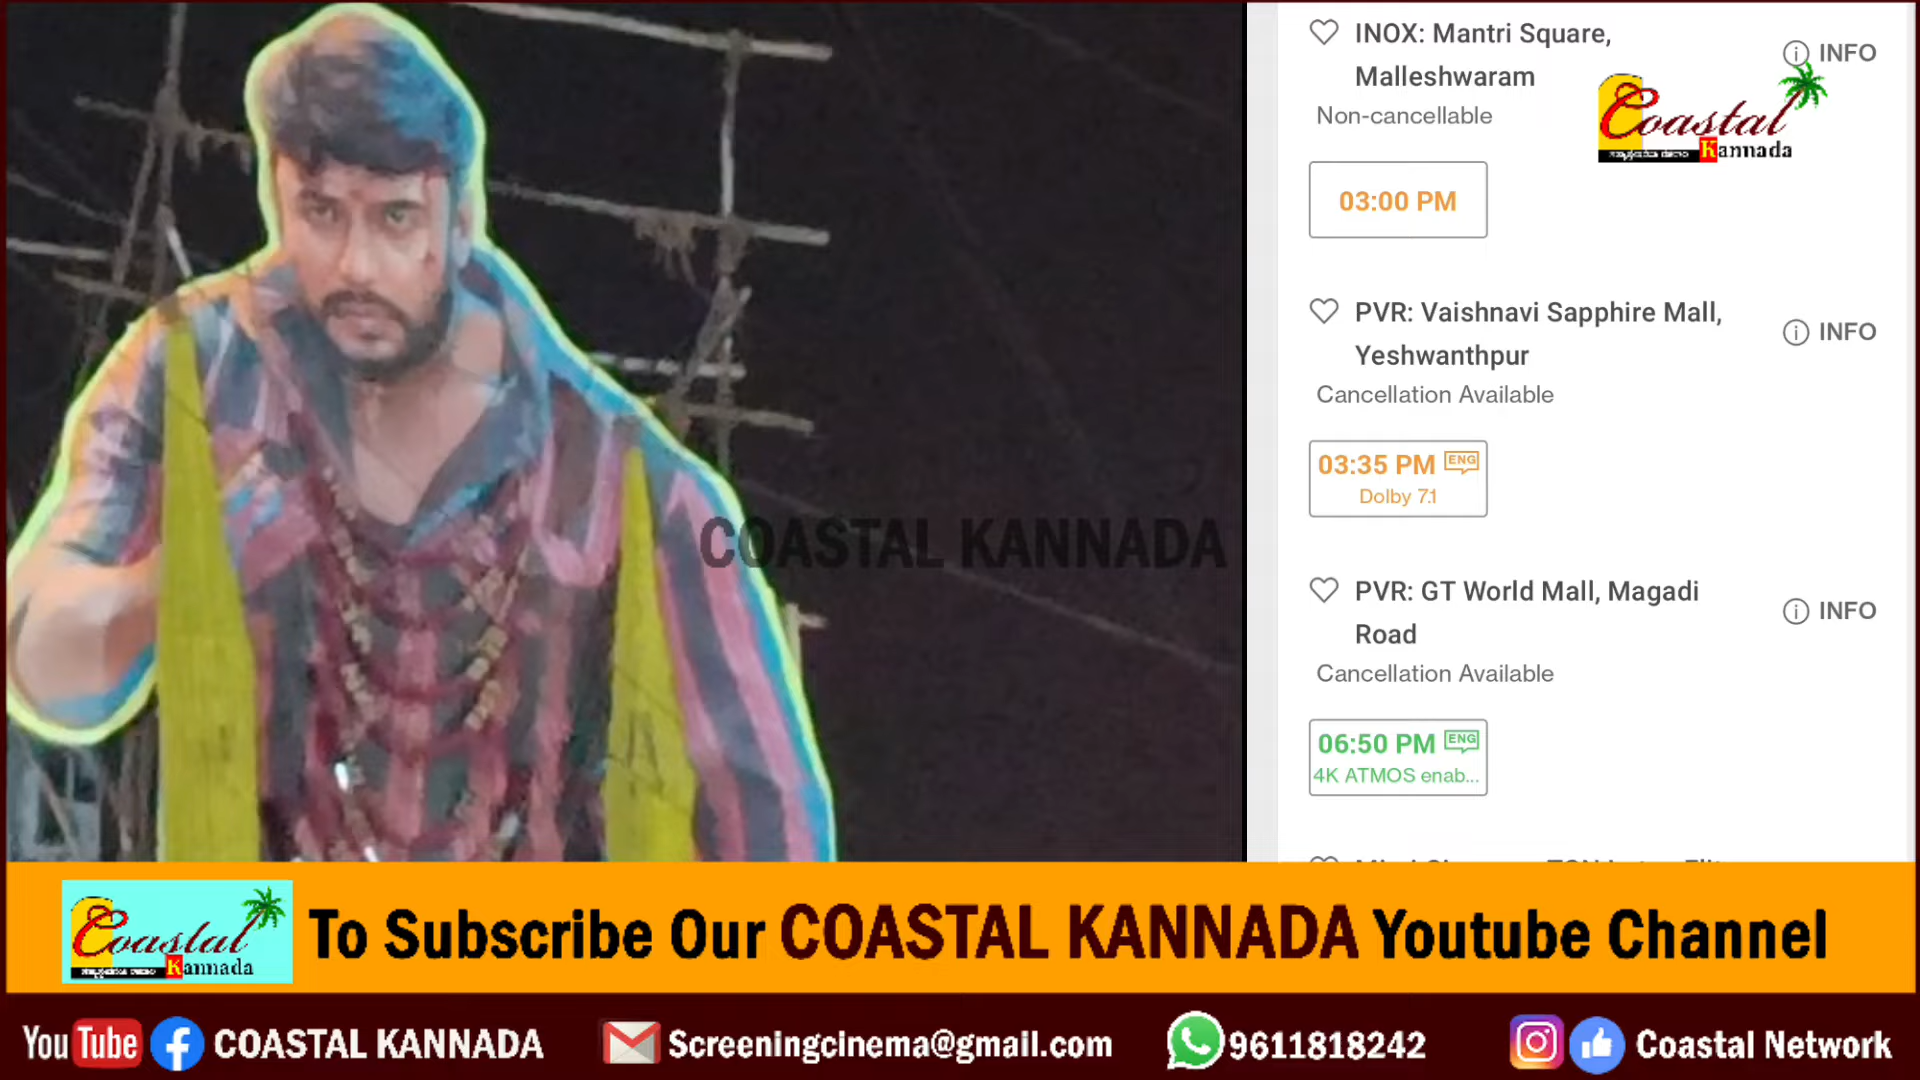 INOX: Mantri Square,
Malleshwaram
INFO
Non-cancellable
Coastal
Kannada
03:00 PM
PVR: Vaishnavi Sapphire Mall,
Yeshwanthpur
INFO
Cancellation Available
03:35 PM ENG
Dolby 7.1
COASTAL KANNADA
PVR: GT World Mall, Magadi
Road
INFO
Cancellation Available
06:50 PM ENG
4K ATMOS enab...
Coastal
Kannada
To Subscribe Our COASTAL KANNADA Youtube Channel
YouTube COASTAL KANNADA
Screeningcinema@gmail.com
9611818242
Coastal Network